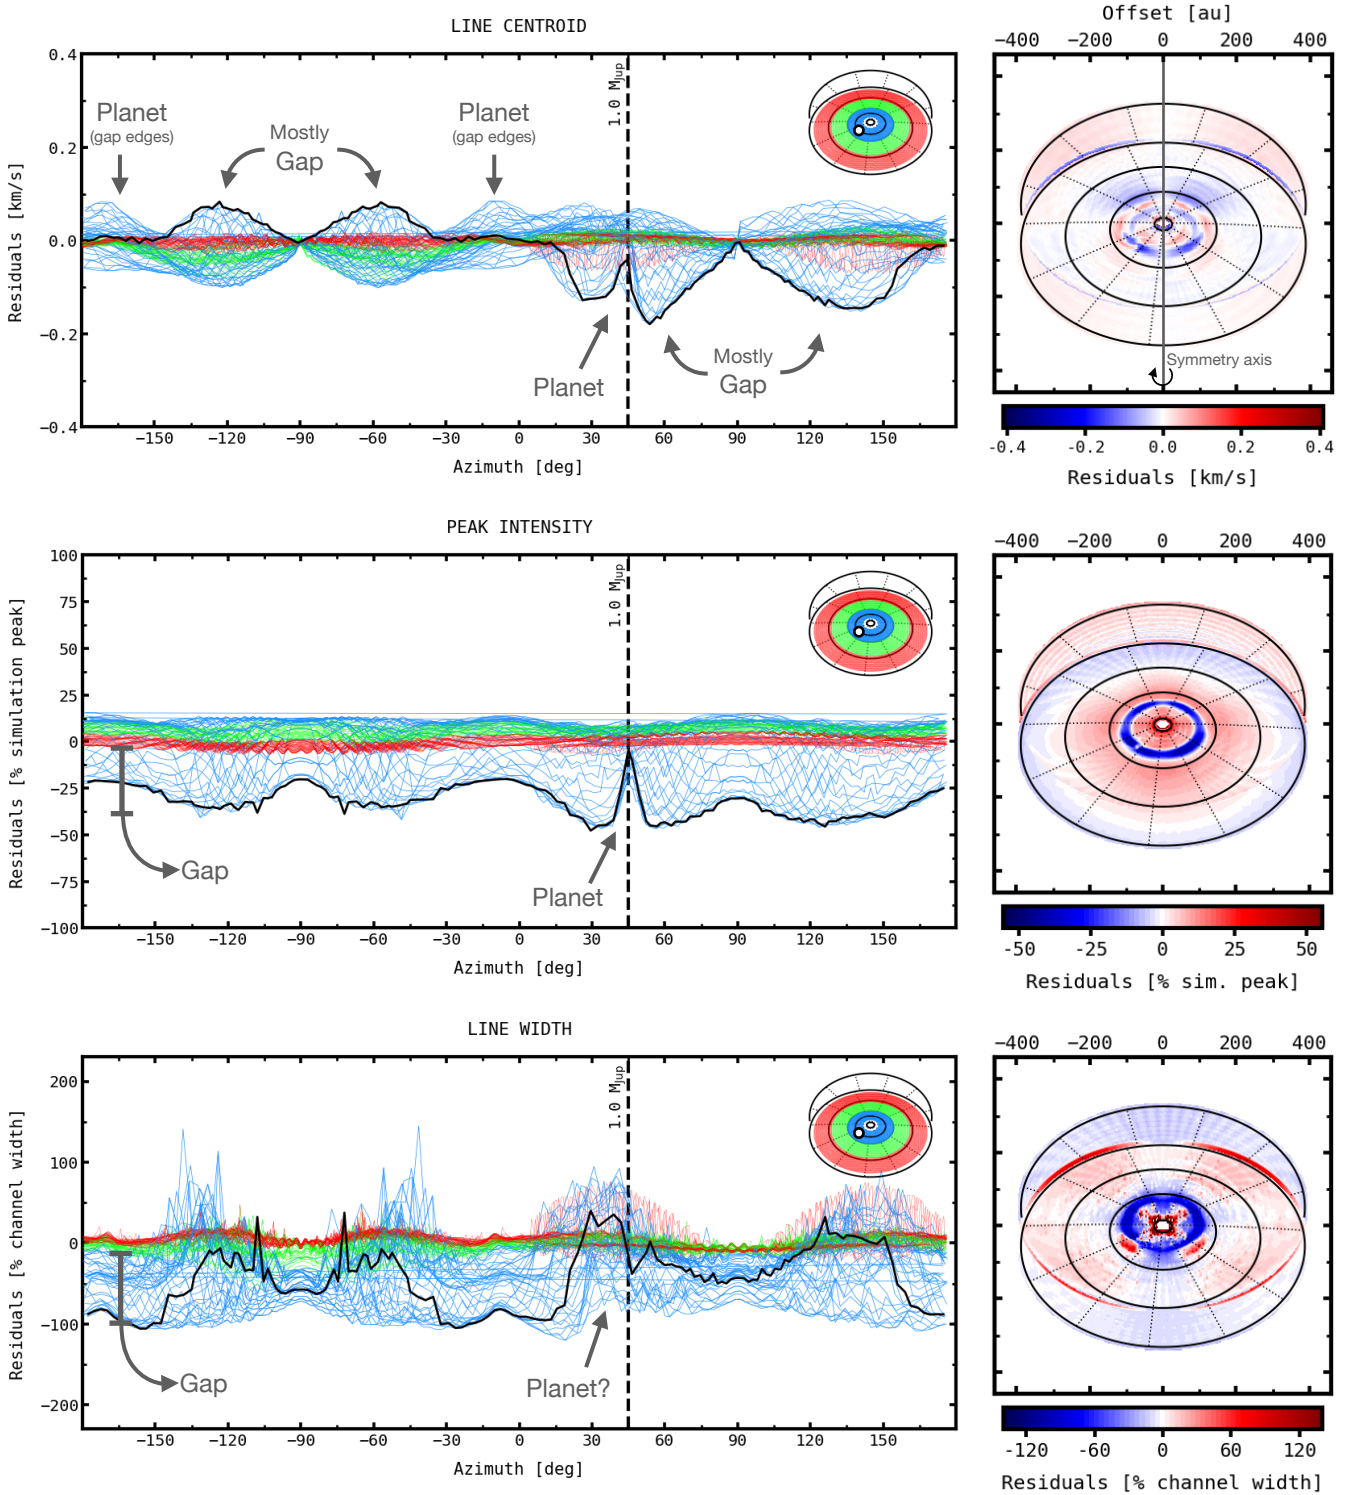 LINE CENTROID
Offset [au]
−400 −200 0 200 400
0.4
0.2
0.0
−0.2
−0.4
Residuals [km/s]
Planet
(gap edges)
Mostly
Gap
Planet
(gap edges)
1.0 MJup
Planet
Mostly
Gap
−150 −120 −90 −60 −30 0 30 60 90 120 150
Azimuth [deg]
Symmetry axis
-0.4 -0.2 0.0 0.2 0.4
Residuals [km/s]
PEAK INTENSITY
−400 −200 0 200 400
100
75
50
25
0
−25
−50
−75
−100
Residuals [% simulation peak]
1.0 MJup
Gap
Planet
−150 −120 −90 −60 −30 0 30 60 90 120 150
Azimuth [deg]
-50 -25 0 25 50
Residuals [% sim. peak]
LINE WIDTH
−400 −200 0 200 400
200
100
0
−100
−200
Residuals [% channel width]
1.0 MJup
Gap
Planet?
−150 −120 −90 −60 −30 0 30 60 90 120 150
Azimuth [deg]
-120 -60 0 60 120
Residuals [% channel width]